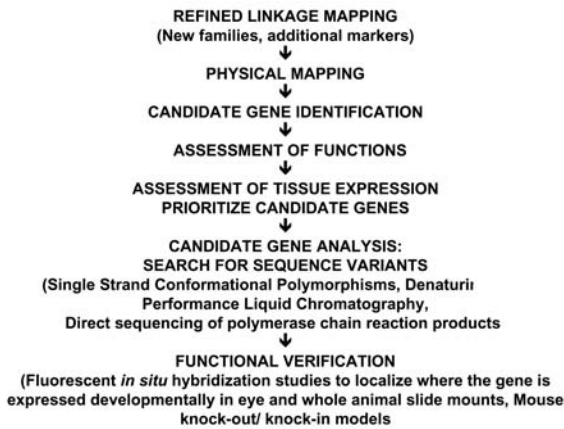 REFINED LINKAGE MAPPING
(New families, additional markers)
PHYSICAL MAPPING
CANDIDATE GENE IDENTIFICATION
ASSESSMENT OF FUNCTIONS
ASSESSMENT OF TISSUE EXPRESSION
PRIORITIZE CANDIDATE GENES
CANDIDATE GENE ANALYSIS:
SEARCH FOR SEQUENCE VARIANTS
(Single Strand Conformational Polymorphisms, Denaturin
Performance Liquid Chromatography,
Direct sequencing of polymerase chain reaction products
FUNCTIONAL VERIFICATION
(Fluorescent in situ hybridization studies to localize where the gene is
expressed developmentally in eye and whole animal slide mounts, Mouse
knock-out/ knock-in models